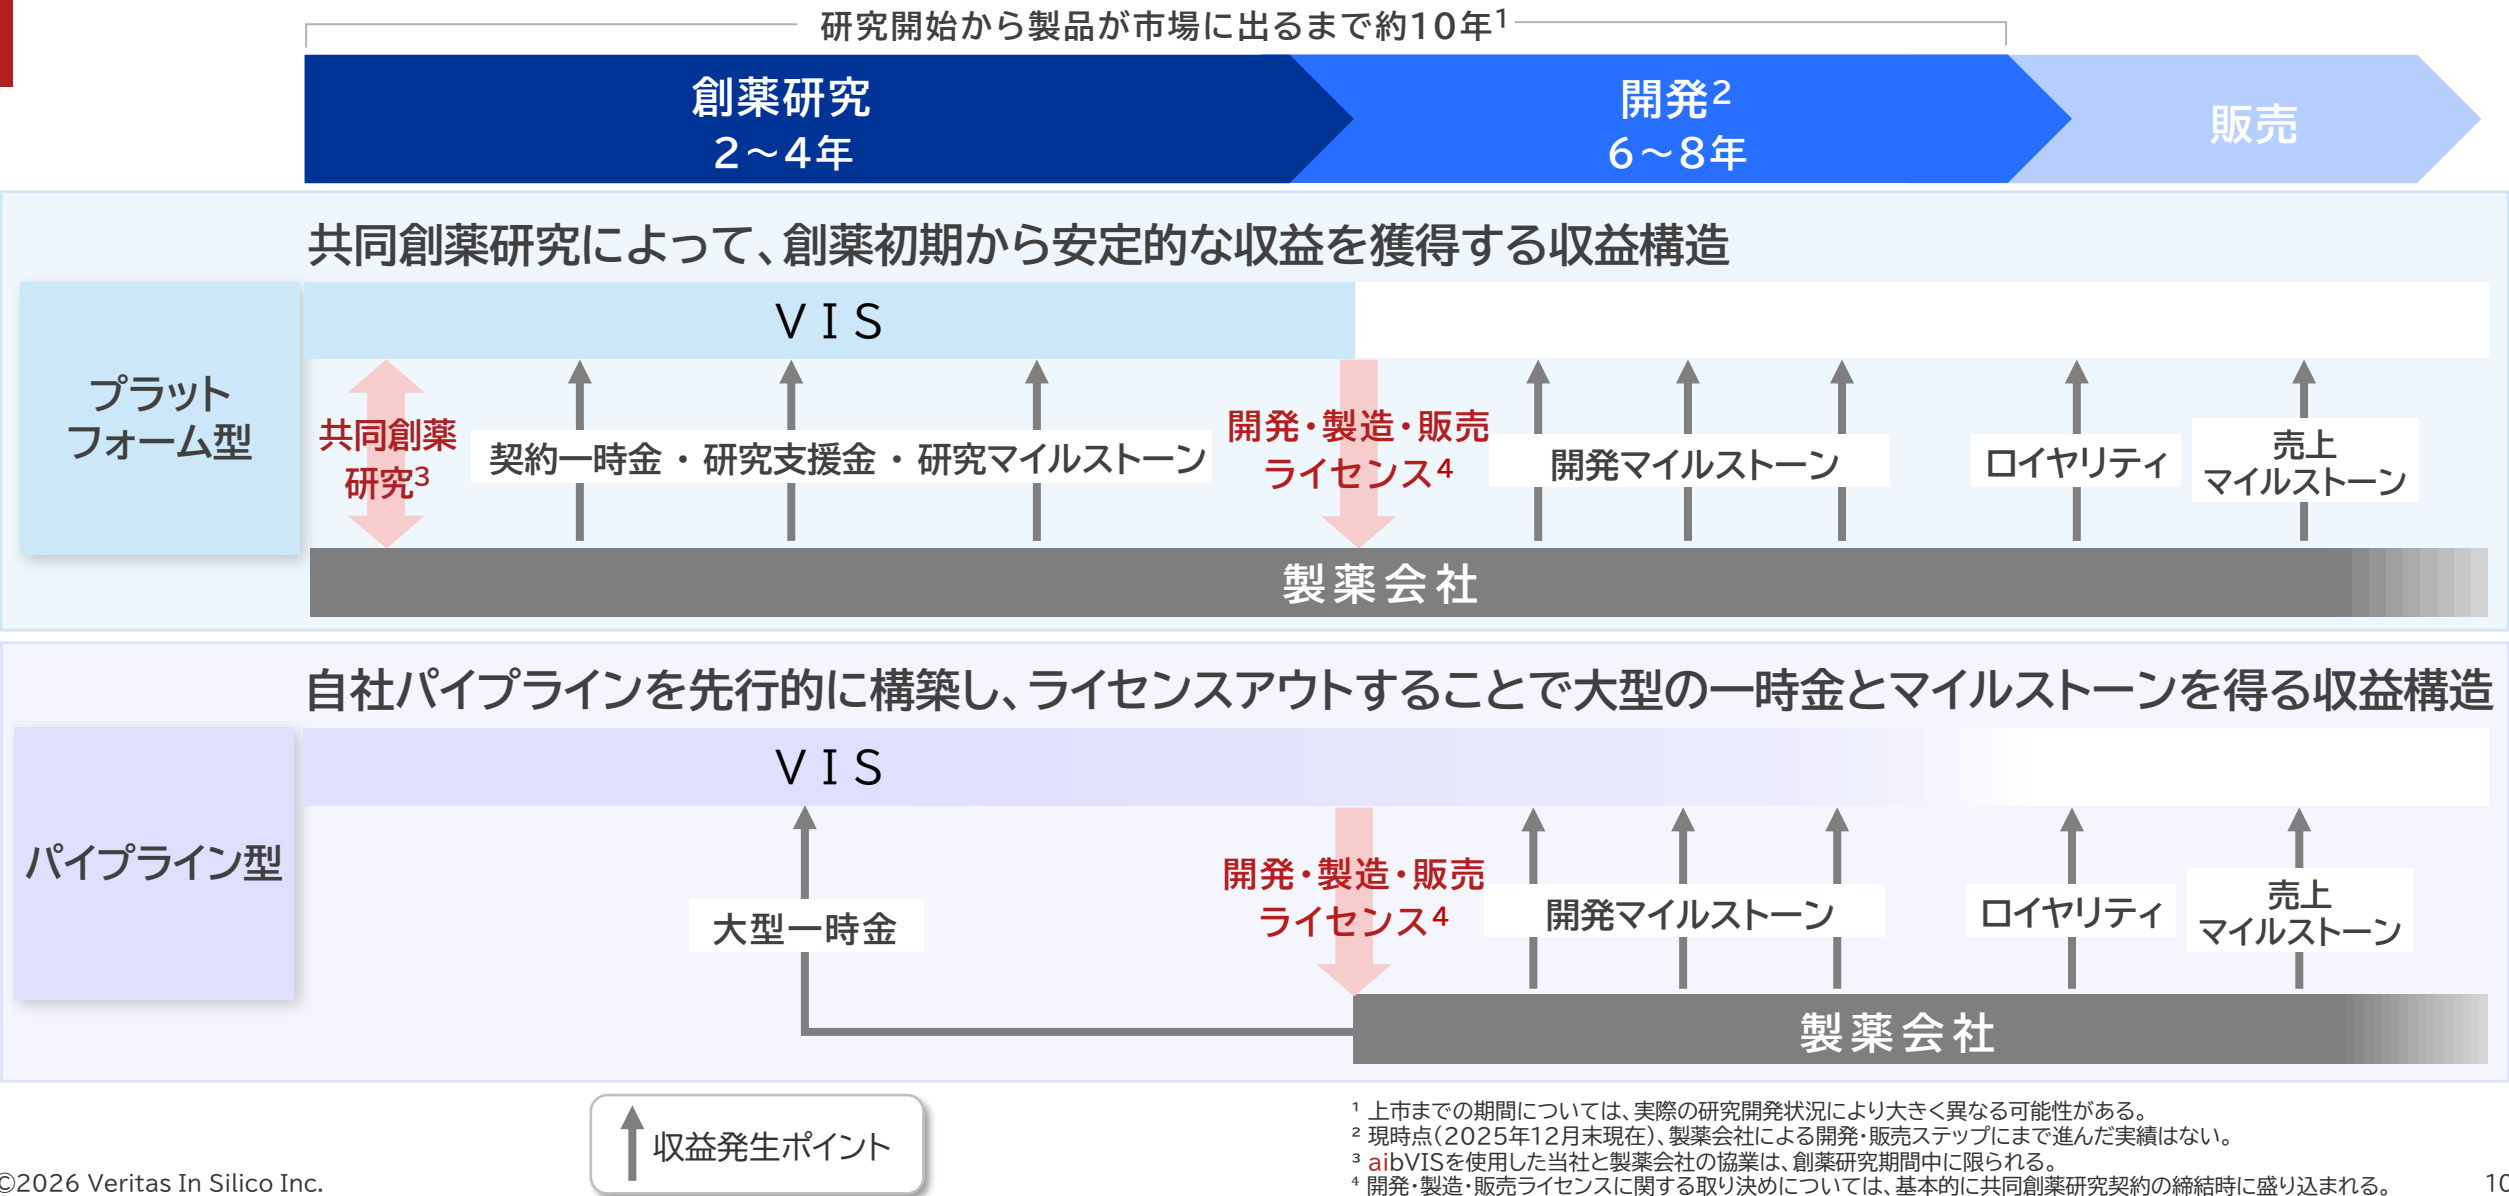 研究開始から製品が市場に出るまで約10年¹
創薬研究
2～4年
開発²
6～8年
販売
共同創薬研究によって、創薬初期から安定的な収益を獲得する収益構造
プラット
フォーム型
VIS
共同創薬
研究³
契約一時金・研究支援金・研究マイルストーン
開発・製造・販売
ライセンス⁴
開発マイルストーン
ロイヤリティ
売上
マイルストーン
製薬会社
自社パイプラインを先行的に構築し、ライセンスアウトすることで大型の一時金とマイルストーンを得る収益構造
パイプライン型
VIS
大型一時金
開発・製造・販売
ライセンス⁴
開発マイルストーン
ロイヤリティ
売上
マイルストーン
製薬会社
収益発生ポイント
¹ 上市までの期間については、実際の研究開発状況により大きく異なる可能性がある。
² 現時点（2025年12月末現在）、製薬会社による開発・販売ステップにまで進んだ実績はない。
³ aibVISを使用した当社と製薬会社の協業は、創薬研究期間中に限られる。
⁴ 開発・製造・販売ライセンスに関する取り決めについては、基本的に共同創薬研究契約の締結時に盛り込まれる。
©2026 Veritas In Silico Inc.
10